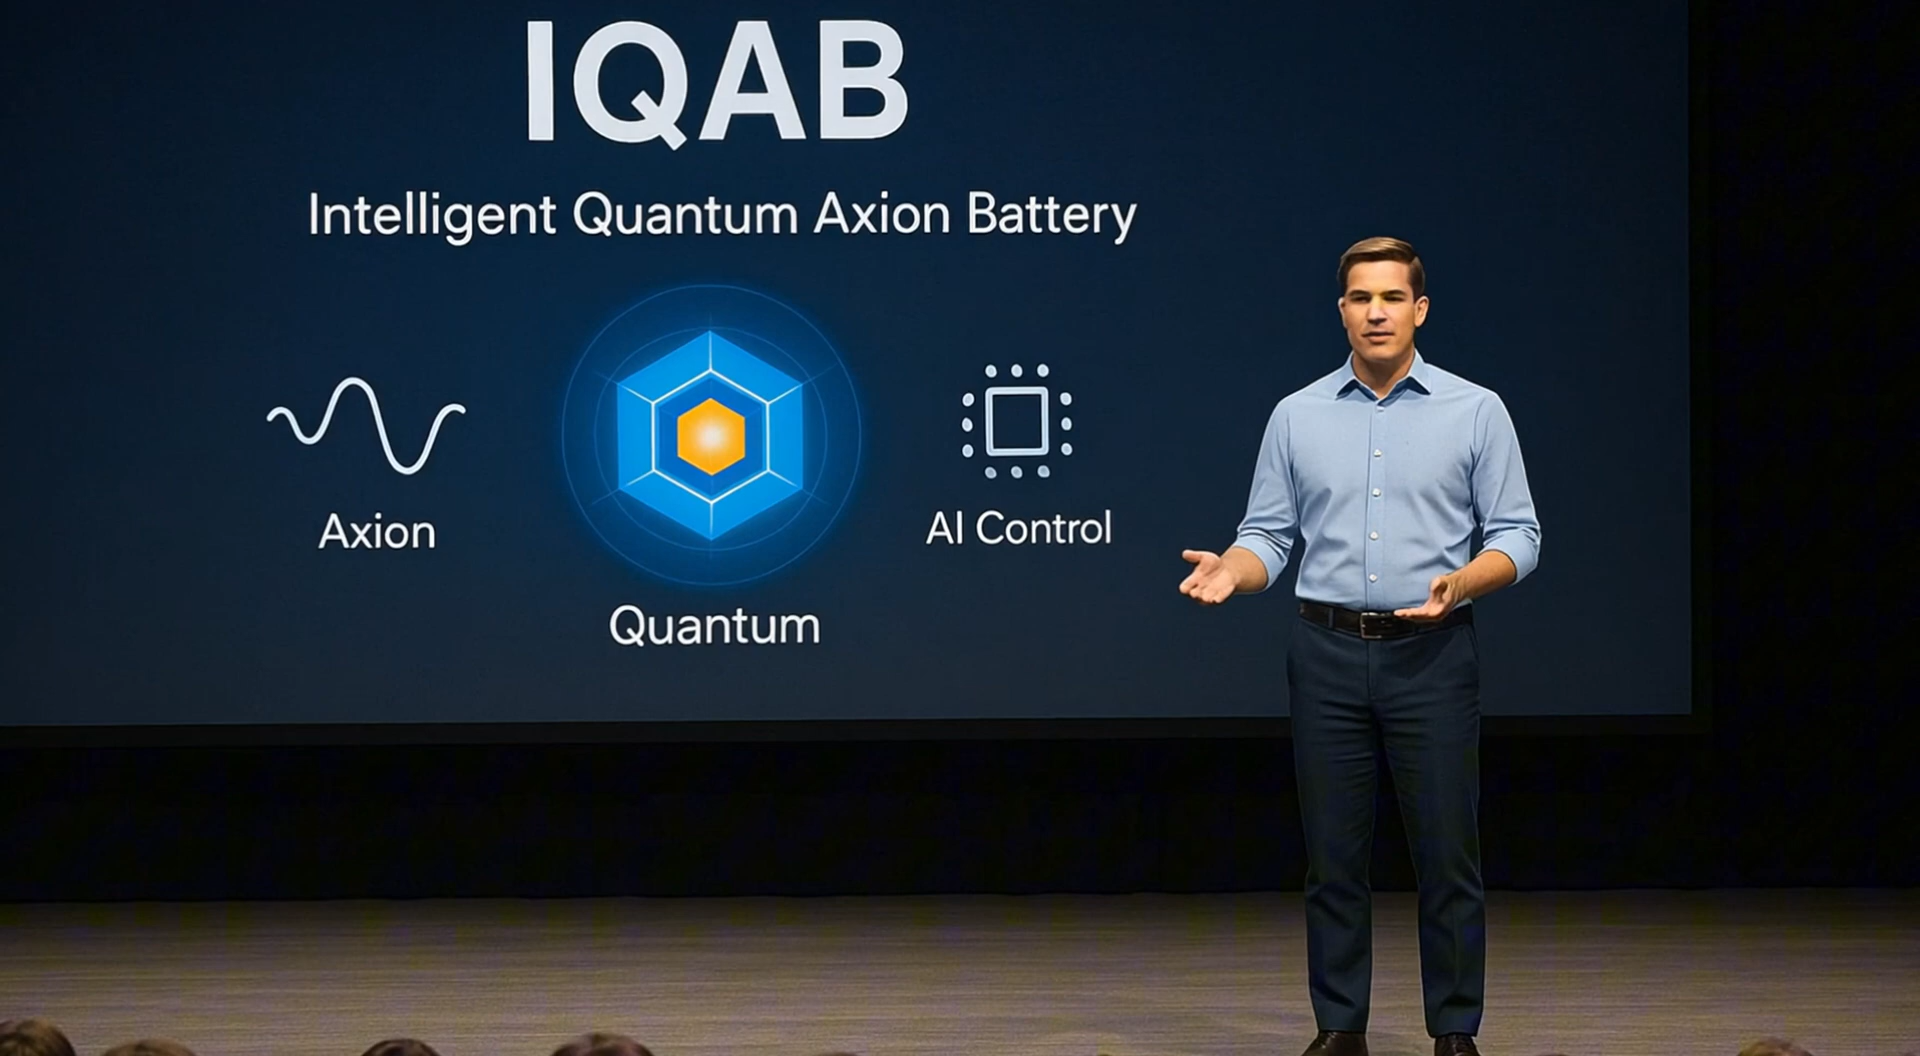 IQAB
Intelligent Quantum Axion Battery
Axion
AI Control
Quantum